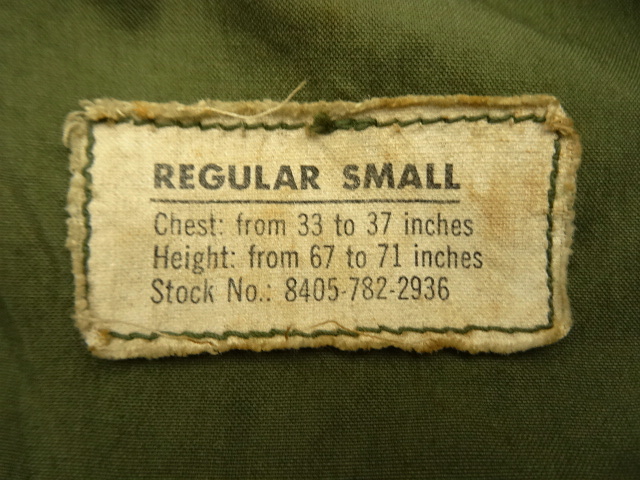 REGULAR SMALL
Chest: from 33 to 37 inches
Height: from 67 to 71 inches
Stock No.: 8405-782-2936